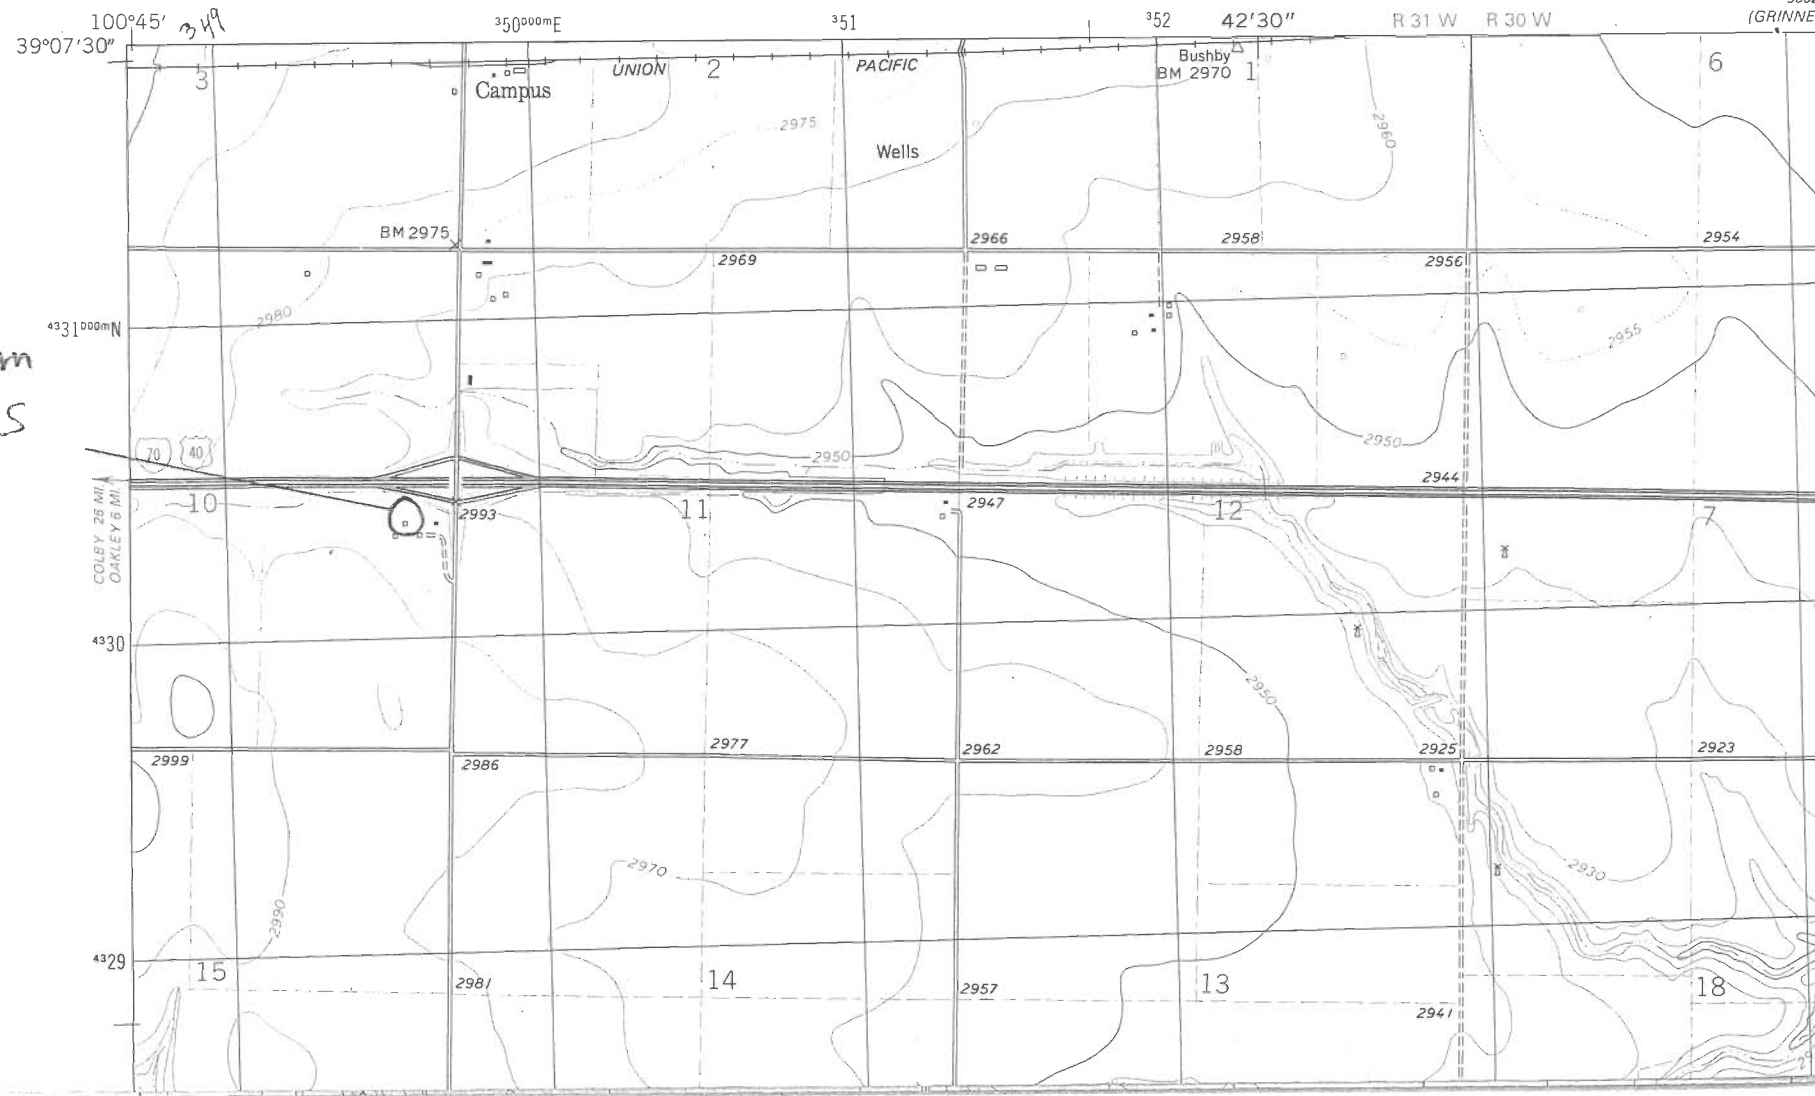 100°45' 349 350000mE 351 352 42'30" R 31 W R 30 W (GRINNE
39°07'30"
3 UNION 2 PACIFIC Bushby 1 6
BM 2970
Campus
2975 2960
Wells
BM 2975 2966 2958 2954
2969 2956
2980
4331000mN
2955
m
S
2950
70 40 2950 2944
10 2993 11 2947 12 7
COLBY 26 MI.
OAKLEY 6 MI.
4330
2950
2977 2962 2958 2925 2923
2999 2986
2970 2930
2990
4329 15 14 13 18
2981 2957
2941